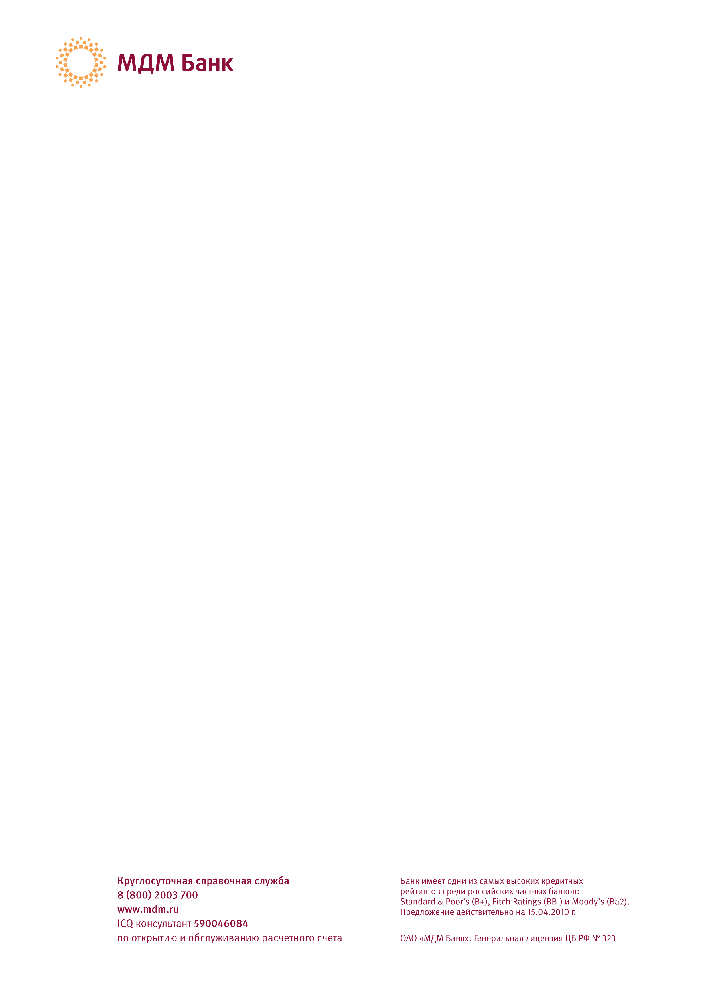 МДМ Банк
Круглосуточная справочная служба
8 (800) 2003 700
www.mdm.ru
ICQ консультант 590046084
по открытию и обслуживанию расчетного счета
Банк имеет одни из самых высоких кредитных
рейтингов среди российских частных банков:
Standard & Poor’s (B+), Fitch Ratings (BB-) и Moody’s (Ba2).
Предложение действительно на 15.04.2010 г.
ОАО «МДМ Банк». Генеральная лицензия ЦБ РФ № 323